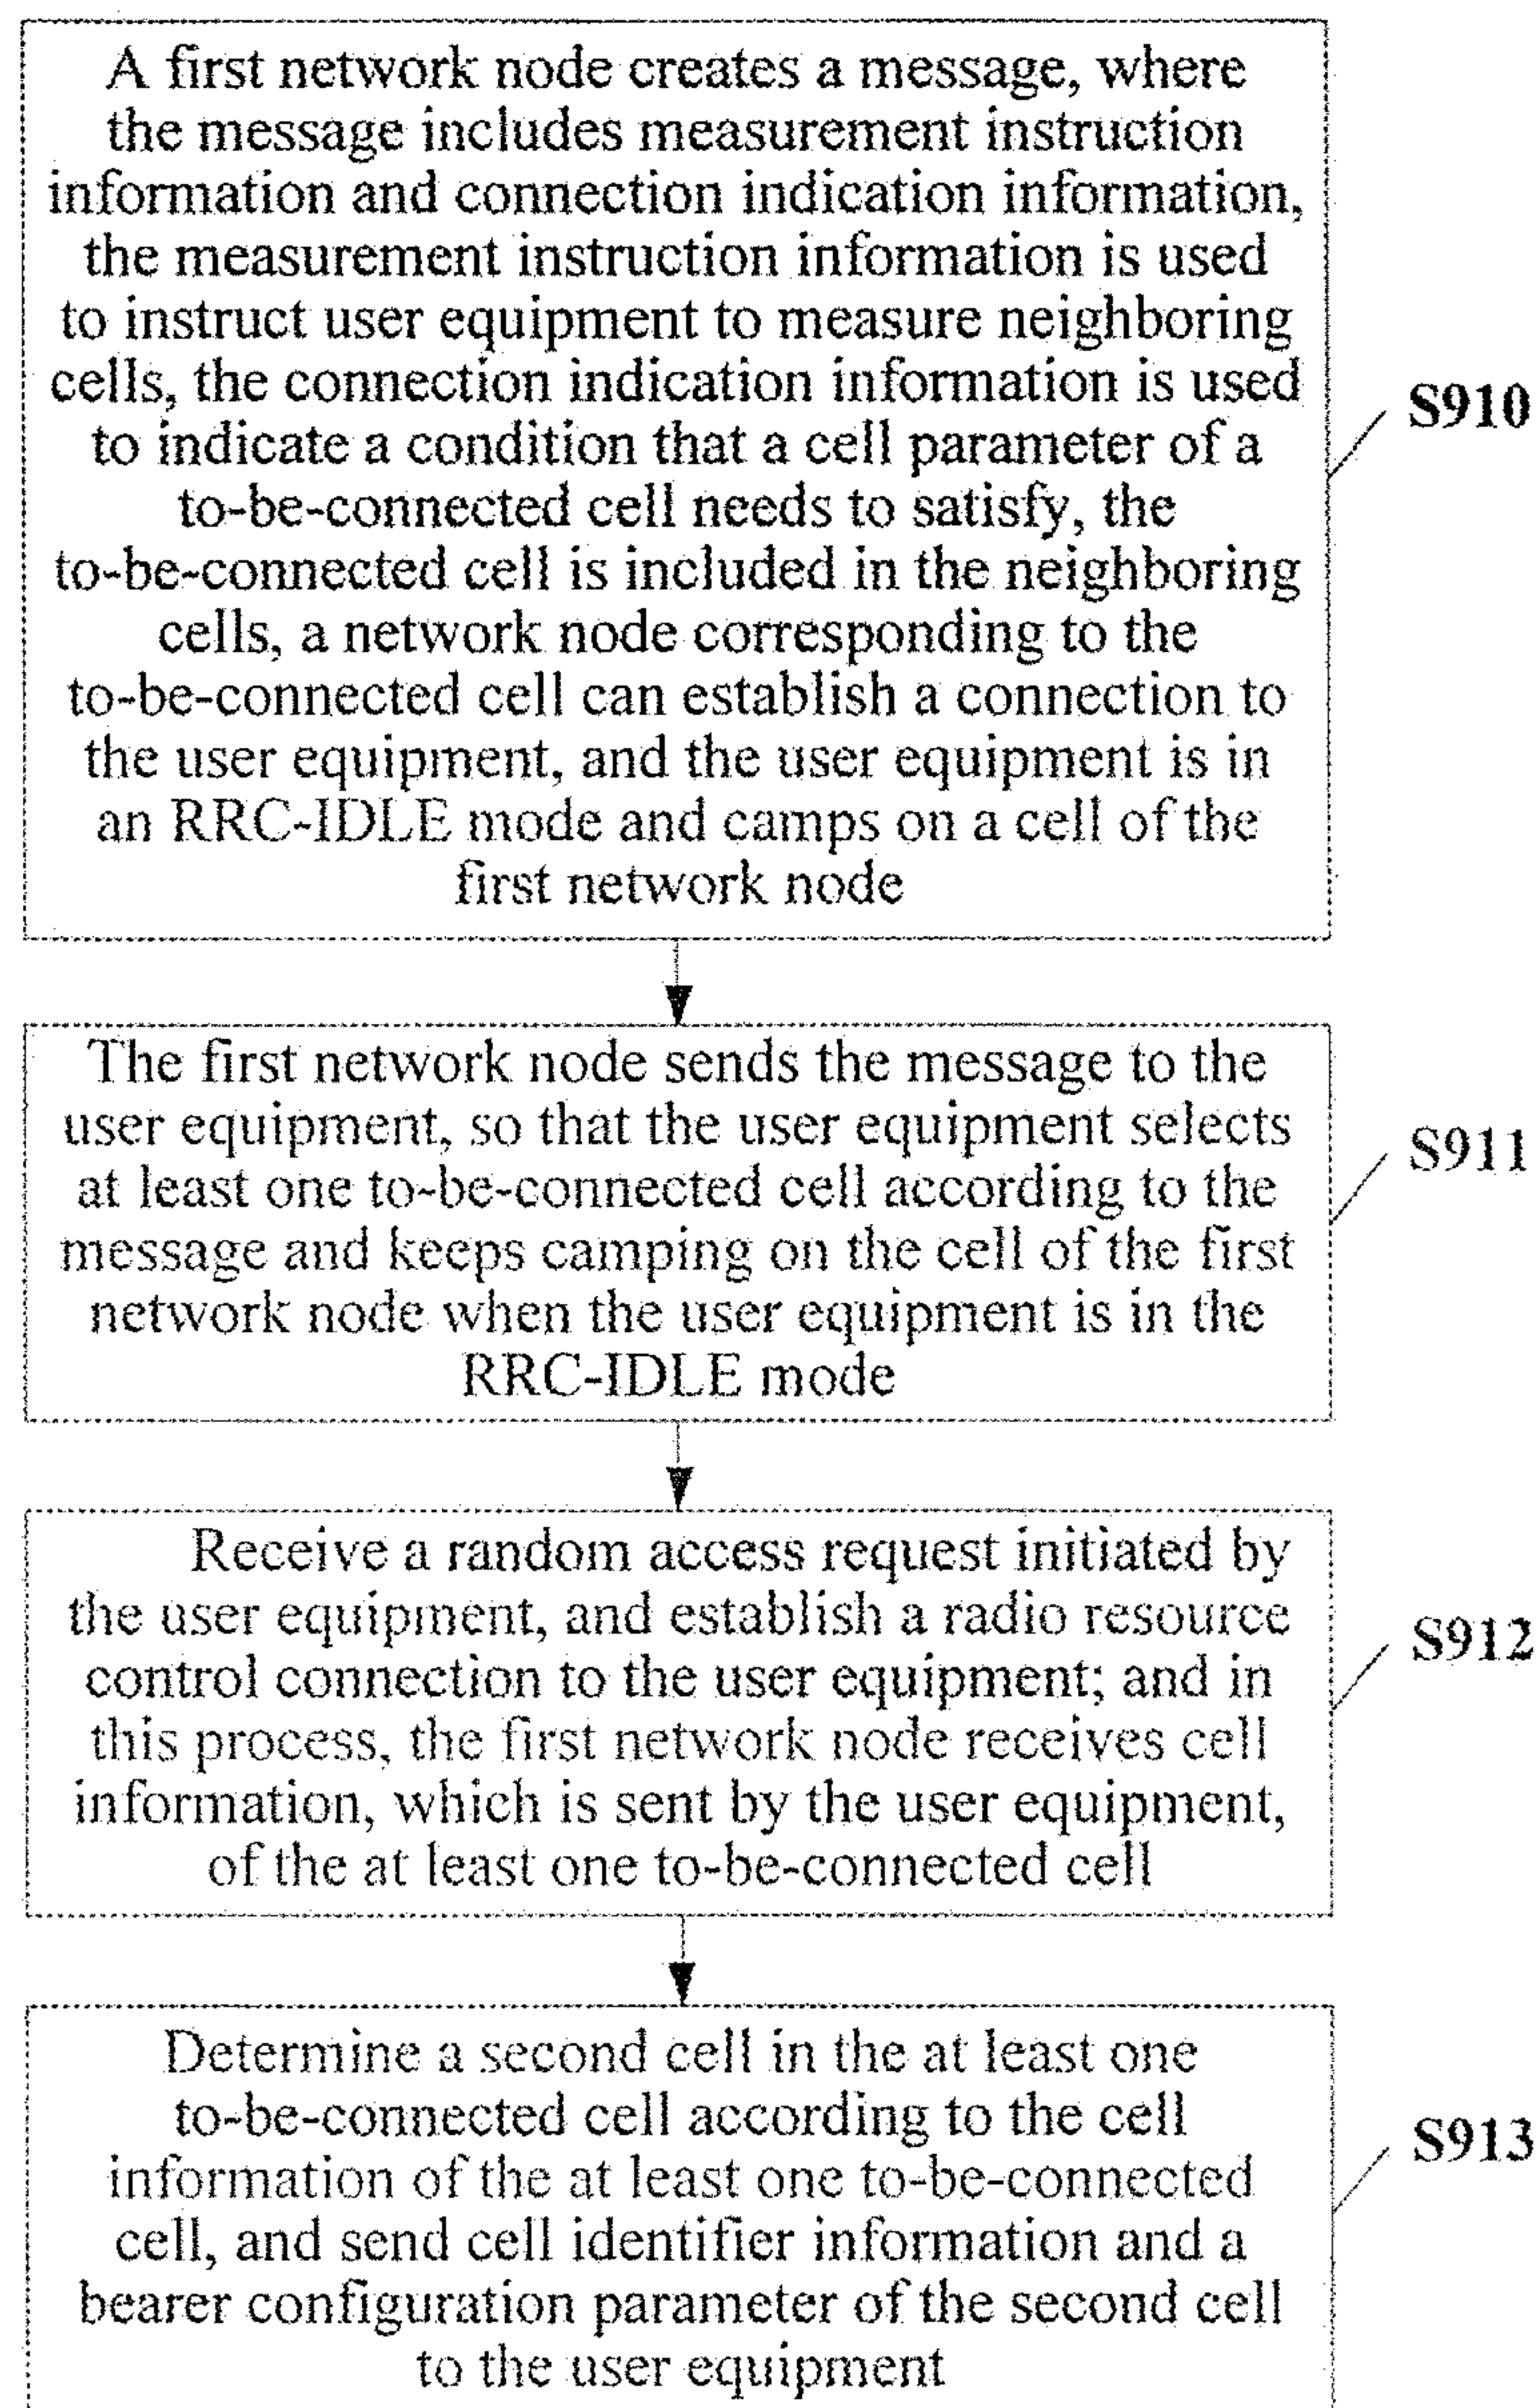 A first network node creates a message, where
the message includes measurement instruction
information and connection indication information,
the measurement instruction information is used
to instruct user equipment to measure neighboring
cells, the connection indication information is used
to indicate a condition that a cell parameter of a
to-be-connected cell needs to satisfy, the
to-be-connected cell is included in the neighboring
cells, a network node corresponding to the
to-be-connected cell can establish a connection to
the user equipment, and the user equipment is in
an RRC-IDLE mode and camps on a cell of the
first network node
S910
The first network node sends the message to the
user equipment, so that the user equipment selects
at least one to-be-connected cell according to the
message and keeps camping on the cell of the first
network node when the user equipment is in the
RRC-IDLE mode
S911
Receive a random access request initiated by
the user equipment, and establish a radio resource
control connection to the user equipment; and in
this process, the first network node receives cell
information, which is sent by the user equipment,
of the at least one to-be-connected cell
S912
Determine a second cell in the at least one
to-be-connected cell according to the cell
information of the at least one to-be-connected
cell, and send cell identifier information and a
bearer configuration parameter of the second cell
to the user equipment
S913